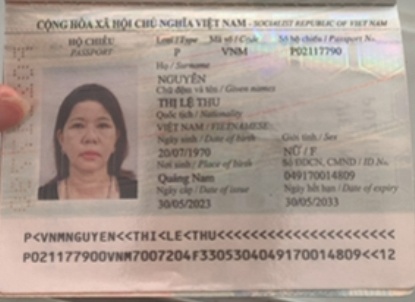 CỘNG HÒA XÃ HỘI CHỦ NGHĨA VIỆT NAM - SOCIALIST REPUBLIC OF VIET NAM
HỘ CHIẾU
PASSPORT
Loại / Type Mã số / Code Số hộ chiếu / Passport No.
P VNM P02117790
Họ / Surname
NGUYÊN
Chữ đệm và tên / Given names
THỊ LỆ THU
Quốc tịch / Nationality
VIỆT NAM / VIETNAMESE
Ngày sinh / Date of birth Giới tính / Sex
20/07/1970 NỮ / F
Nơi sinh / Place of birth Số ĐDCN, CMND / ID No.
Quảng Nam 049170014809
Ngày cấp / Date of issue Ngày hết hạn / Date of expiry
30/05/2023 30/05/2033
P<VNMNGUYEN<<THI<LE<THU<<<<<<<<<<<<<<<<<<<<<
P021177900VNM7007204F3305304049170014809<<12